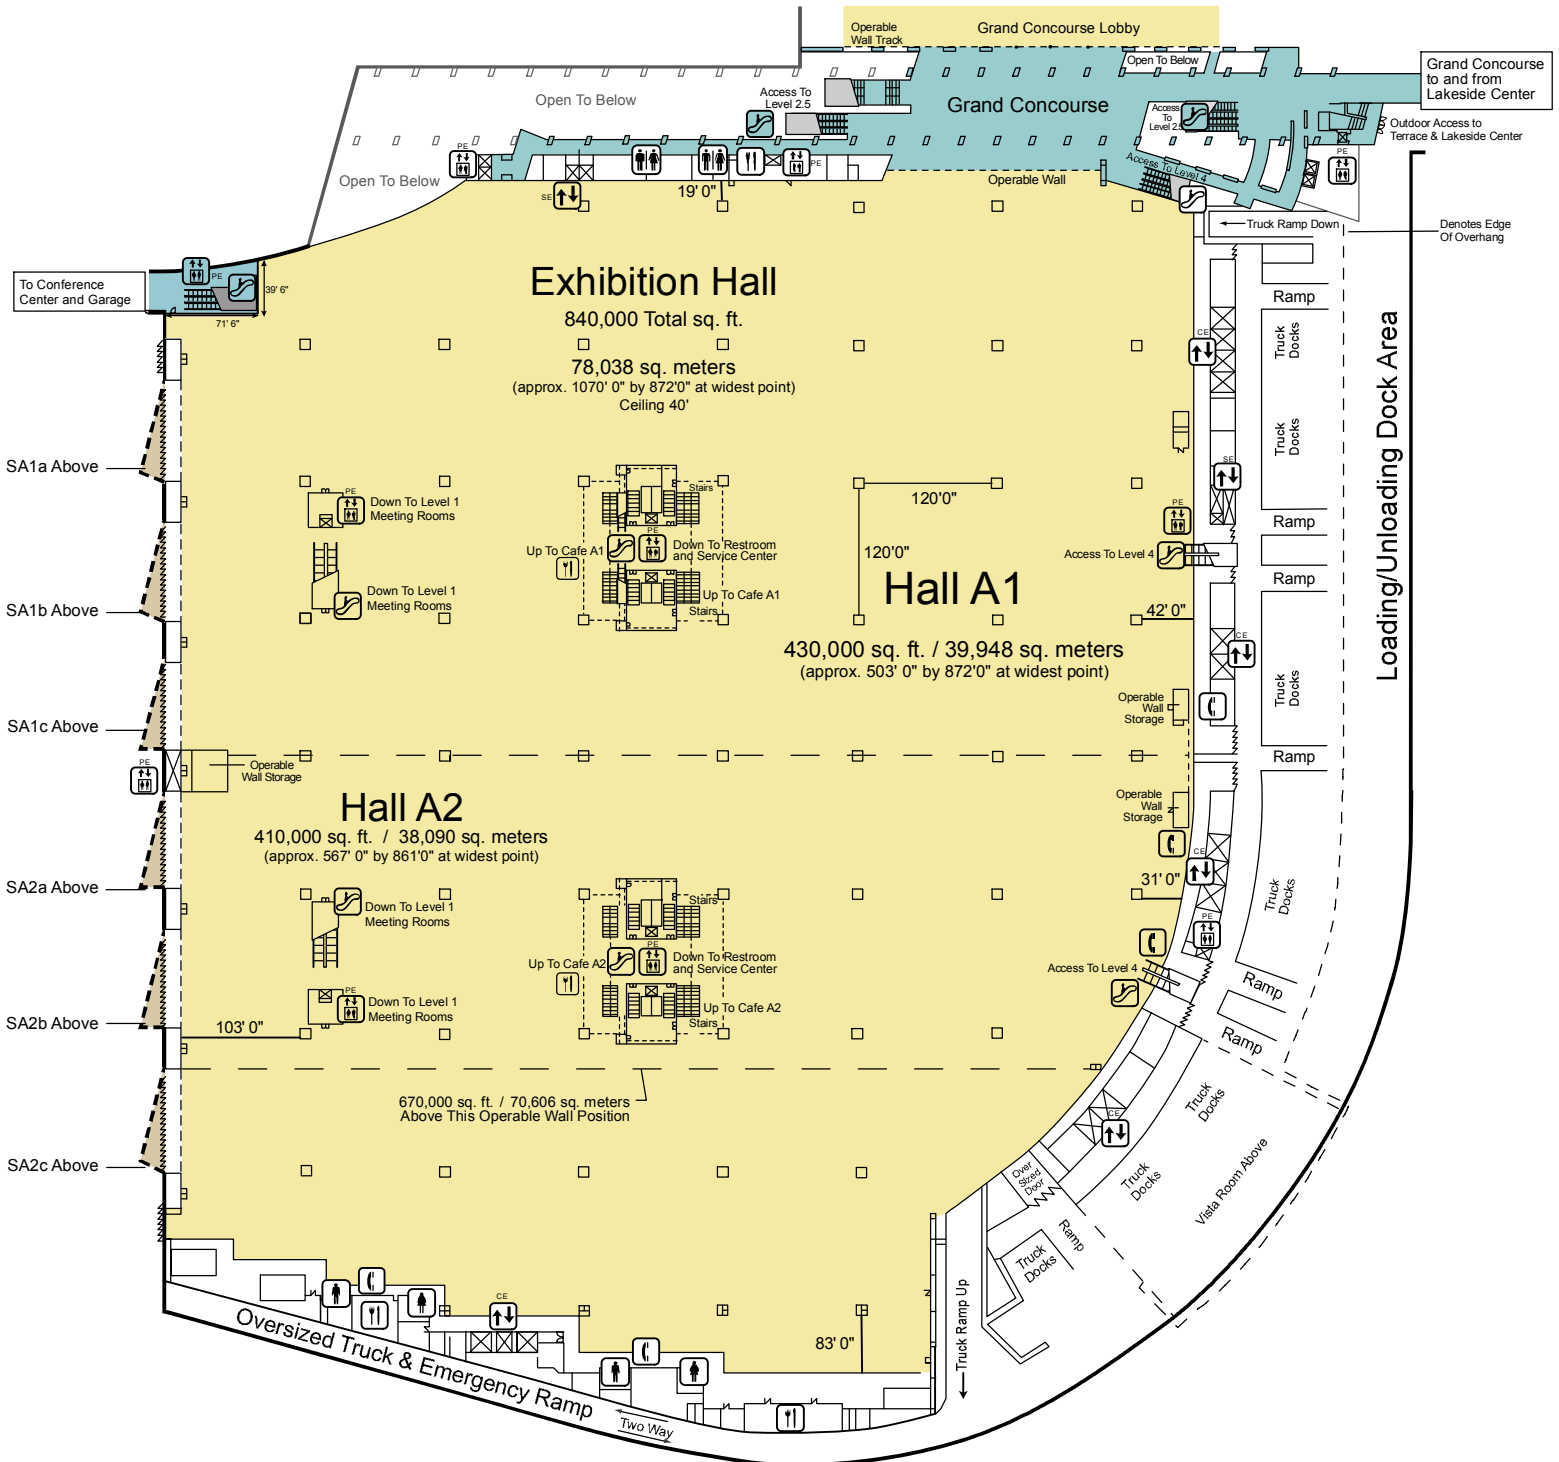 Operable
Wall Track
Grand Concourse Lobby
Open To Below
Grand Concourse
to and from
Lakeside Center
Access To
Level 2.5
Open To Below
Grand Concourse
Access
To
Level 2.5
Outdoor Access to
Terrace & Lakeside Center
PE
PE
PE
Access To Level 4
Open To Below
Operable Wall
SE
19' 0"
Truck Ramp Down
Denotes Edge
Of Overhang
To Conference
Center and Garage
PE
39' 6"
71' 6"
Exhibition Hall
840,000 Total sq. ft.
78,038 sq. meters
(approx. 1070' 0" by 872'0" at widest point)
Ceiling 40'
Ramp
CE
Truck
Docks
Loading/Unloading Dock Area
Truck
Docks
SA1a Above
SE
PE
Down To Level 1
Meeting Rooms
Stairs
120'0"
PE
Ramp
PE
Up To Cafe A1
Down To Restroom
and Service Center
120'0"
Access To Level 4
Ramp
Down To Level 1
Meeting Rooms
Up To Cafe A1
Stairs
Hall A1
SA1b Above
42' 0"
CE
430,000 sq. ft. / 39,948 sq. meters
(approx. 503' 0" by 872'0" at widest point)
Truck
Docks
Operable
Wall
Storage
SA1c Above
PE
Operable
Wall Storage
Ramp
Hall A2
410,000 sq. ft. / 38,090 sq. meters
(approx. 567' 0" by 861'0" at widest point)
Operable
Wall
Storage
CE
SA2a Above
31' 0"
Truck
Docks
Down To Level 1
Meeting Rooms
Stairs
PE
PE
Up To Cafe A2
Down To Restroom
and Service Center
Access To Level 4
Ramp
PE
Down To Level 1
Meeting Rooms
Up To Cafe A2
Stairs
SA2b Above
103' 0"
Ramp
670,000 sq. ft. / 70,606 sq. meters
Above This Operable Wall Position
Truck
Docks
CE
SA2c Above
Over
Sized
Door
Truck
Docks
Vista Room Above
Ramp
Truck
Docks
CE
Oversized Truck & Emergency Ramp
83' 0"
Truck Ramp Up
Two Way